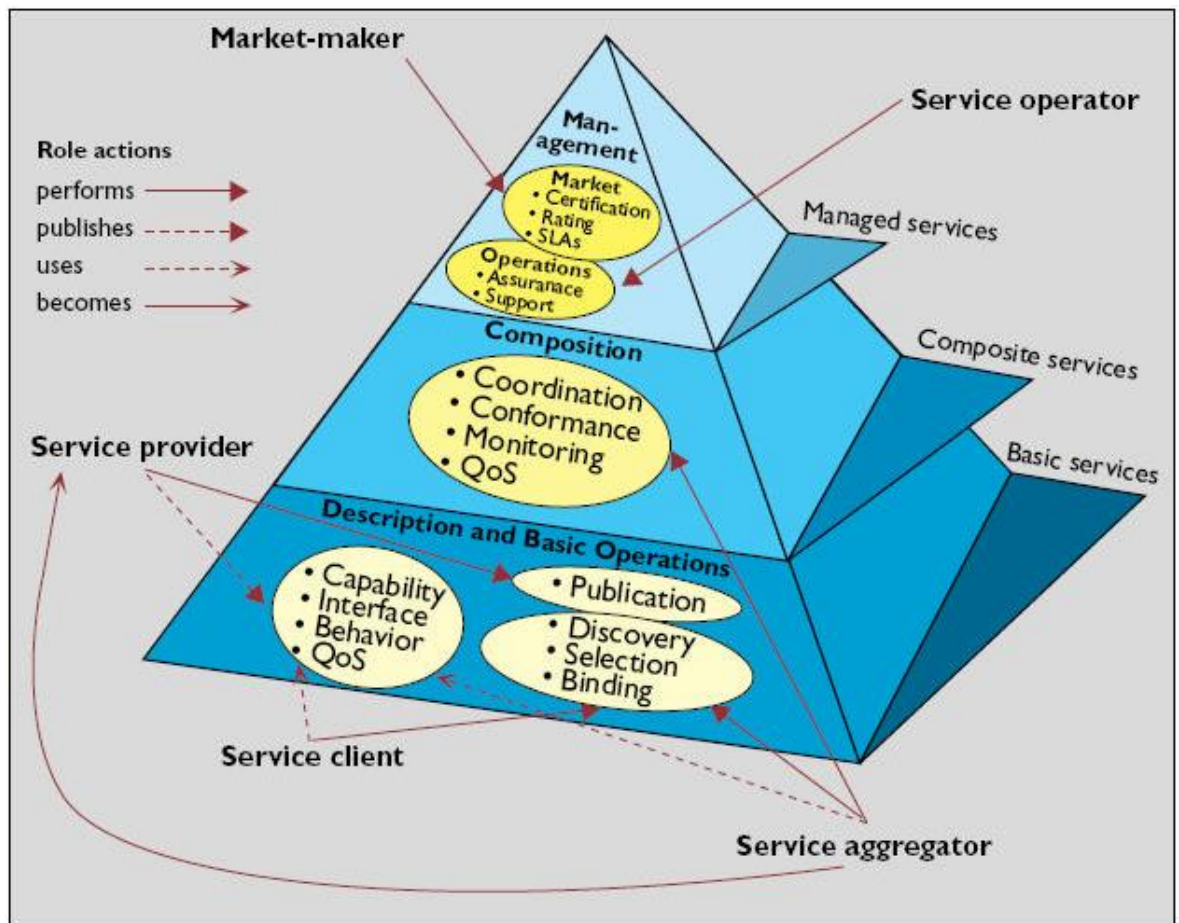 Market-maker
Service operator
Role actions
performs
publishes
uses
becomes
Man-
agement
Market
• Certification
• Rating
• SLAs
Operations
• Assuranace
• Support
Managed services
Composition
• Coordination
• Conformance
• Monitoring
• QoS
Composite services
Service provider
Basic services
Description and Basic Operations
• Capability
• Interface
• Behavior
• QoS
• Publication
• Discovery
• Selection
• Binding
Service client
Service aggregator